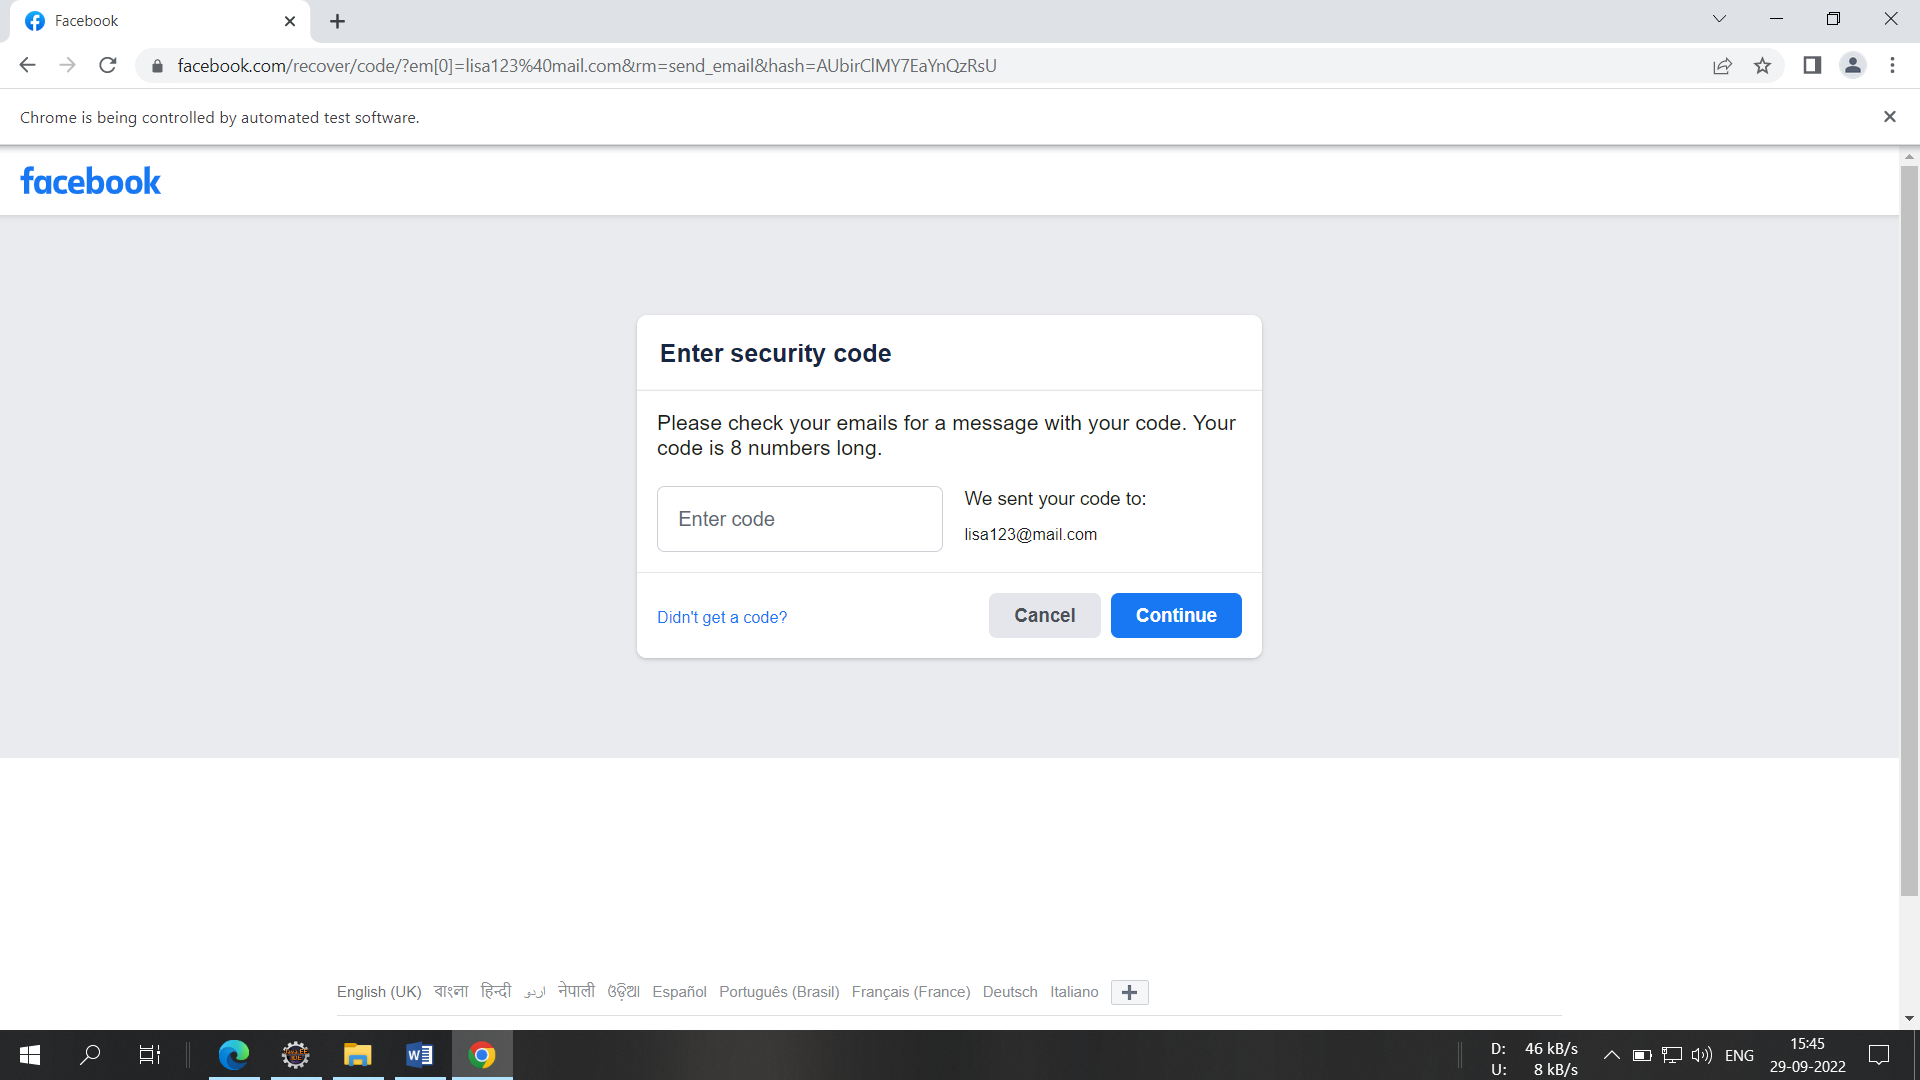 Facebook
facebook.com/recover/code/?em[0]=lisa123%40mail.com&rm=send_email&hash=AUbirClMY7EaYnQzRsU
Chrome is being controlled by automated test software.
facebook
Enter security code
Please check your emails for a message with your code. Your
code is 8 numbers long.
Enter code
We sent your code to:
lisa123@mail.com
Didn't get a code?
Cancel
Continue
English (UK) বাংলা हिन्दी اردو नेपाली ଓଡ଼ିଆ Español Português (Brasil) Français (France) Deutsch Italiano
D: 46 kB/s
U: 8 kB/s
ENG
15:45
29-09-2022